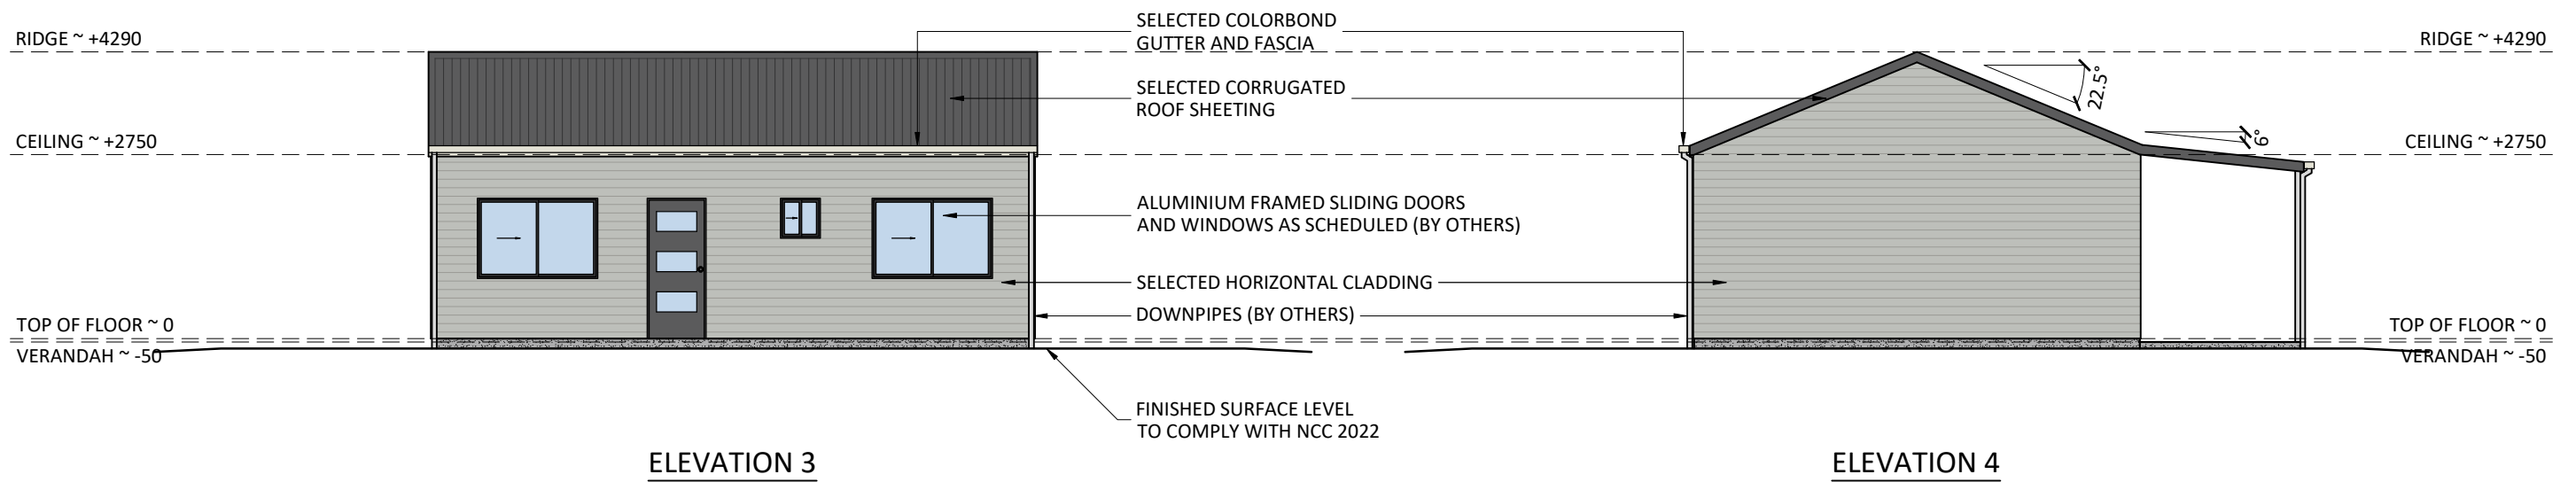 SELECTED COLORBOND
GUTTER AND FASCIA
RIDGE ~ +4290
RIDGE ~ +4290
SELECTED CORRUGATED
ROOF SHEETING
22.5°
CEILING ~ +2750
6°
CEILING ~ +2750
ALUMINIUM FRAMED SLIDING DOORS
AND WINDOWS AS SCHEDULED (BY OTHERS)
SELECTED HORIZONTAL CLADDING
DOWNPIPES (BY OTHERS)
TOP OF FLOOR ~ 0
TOP OF FLOOR ~ 0
VERANDAH ~ -50
VERANDAH ~ -50
FINISHED SURFACE LEVEL
TO COMPLY WITH NCC 2022
ELEVATION 3
ELEVATION 4